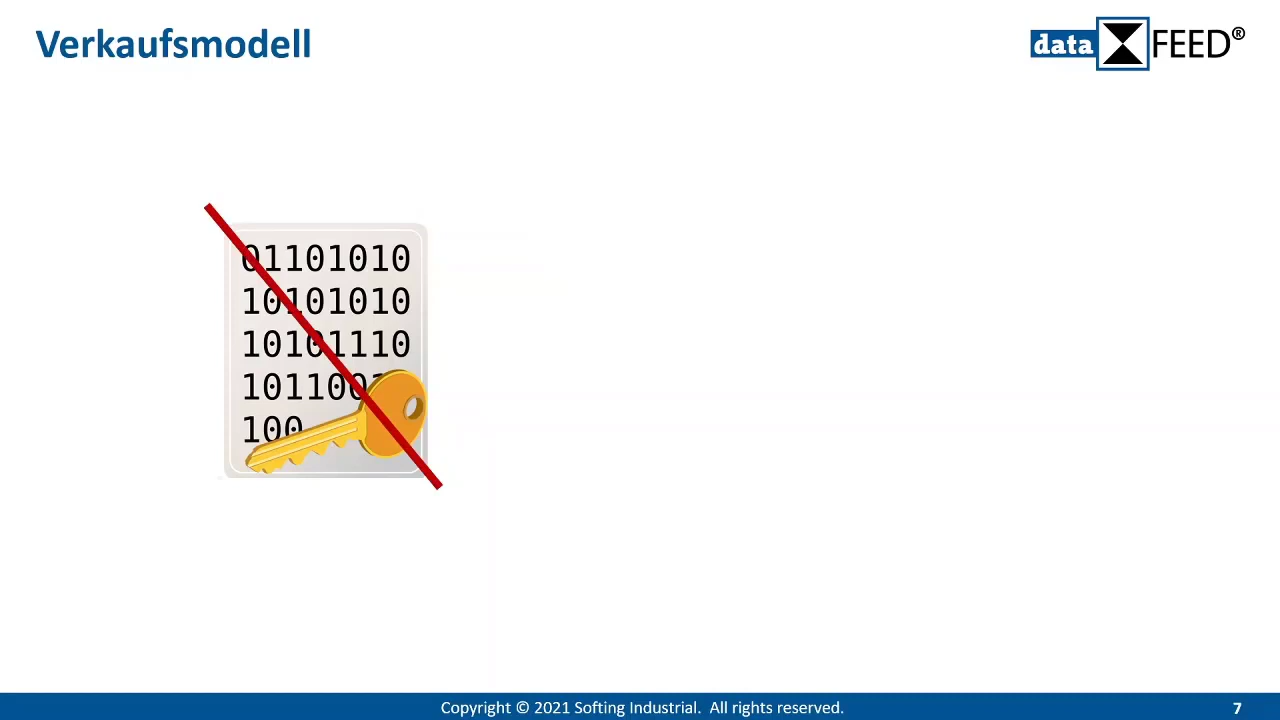 Verkaufsmodell
data FEED®
01101010
10101010
10101110
101100
100
Copyright © 2021 Softing Industrial. All rights reserved.
7